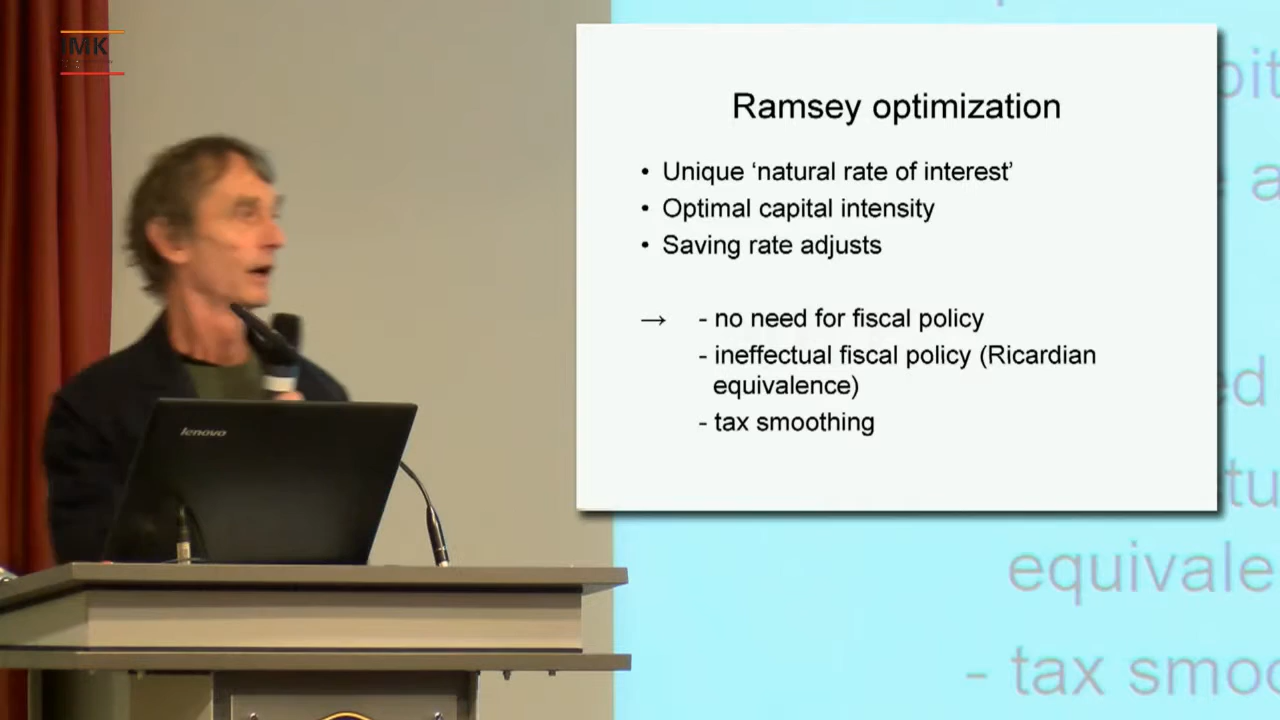 IMK
Ramsey optimization
• Unique ‘natural rate of interest’
• Optimal capital intensity
• Saving rate adjusts
→ - no need for fiscal policy
- ineffectual fiscal policy (Ricardian
equivalence)
- tax smoothing
lenovo
equivale
- tax smoo